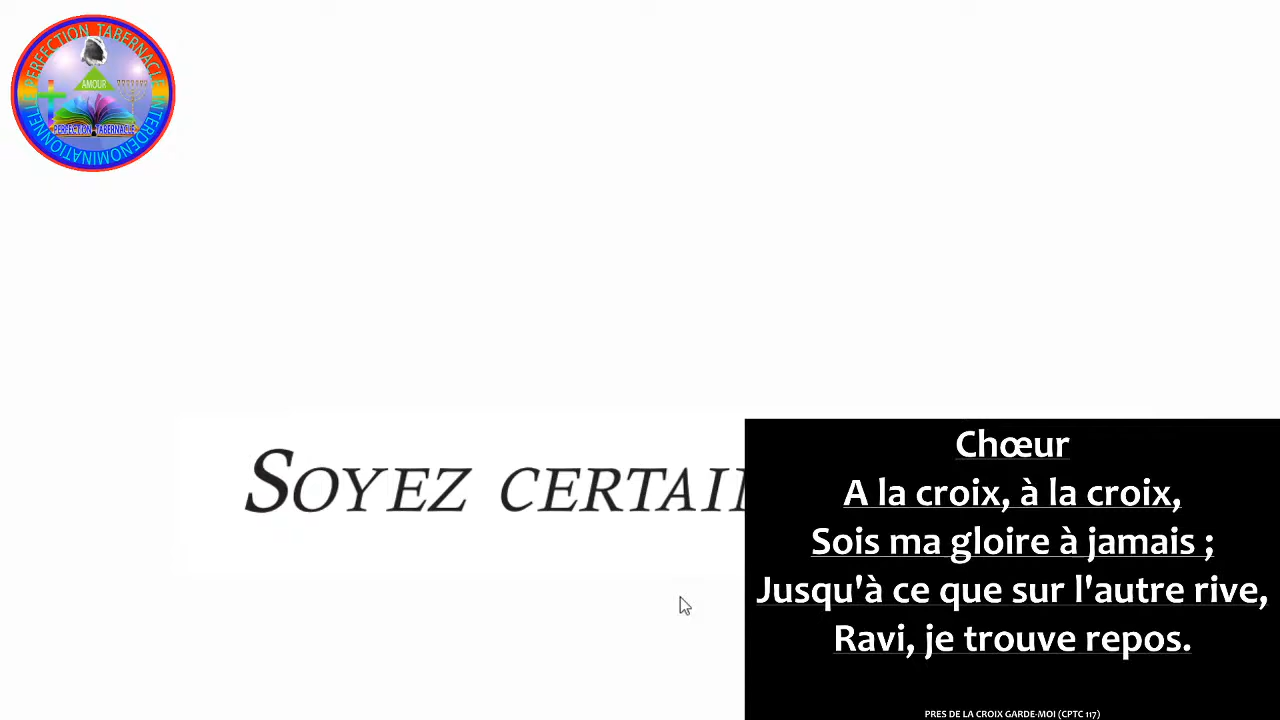 PERFECTION TABERNACLE INTERDENOMINATIONNELLE
AMOUR
PERFECTION TABERNACLE
SOYEZ CERTAI
Chœur
A la croix, à la croix,
Sois ma gloire à jamais ;
Jusqu'à ce que sur l'autre rive,
Ravi, je trouve repos.
PRES DE LA CROIX GARDE-MOI (CPTC 117)